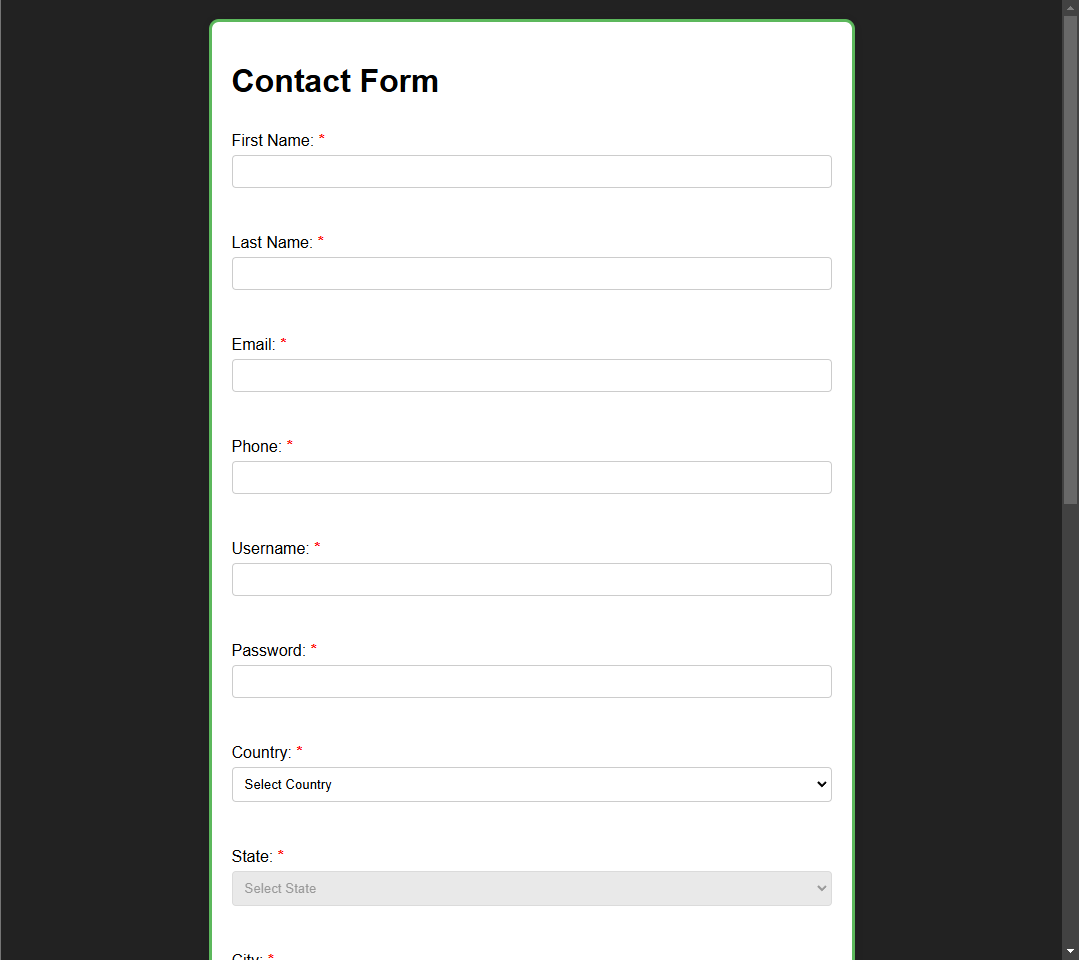 Contact Form
First Name: *
Last Name: *
Email: *
Phone: *
Username: *
Password: *
Country: *
Select Country
State: *
Select State
City: *